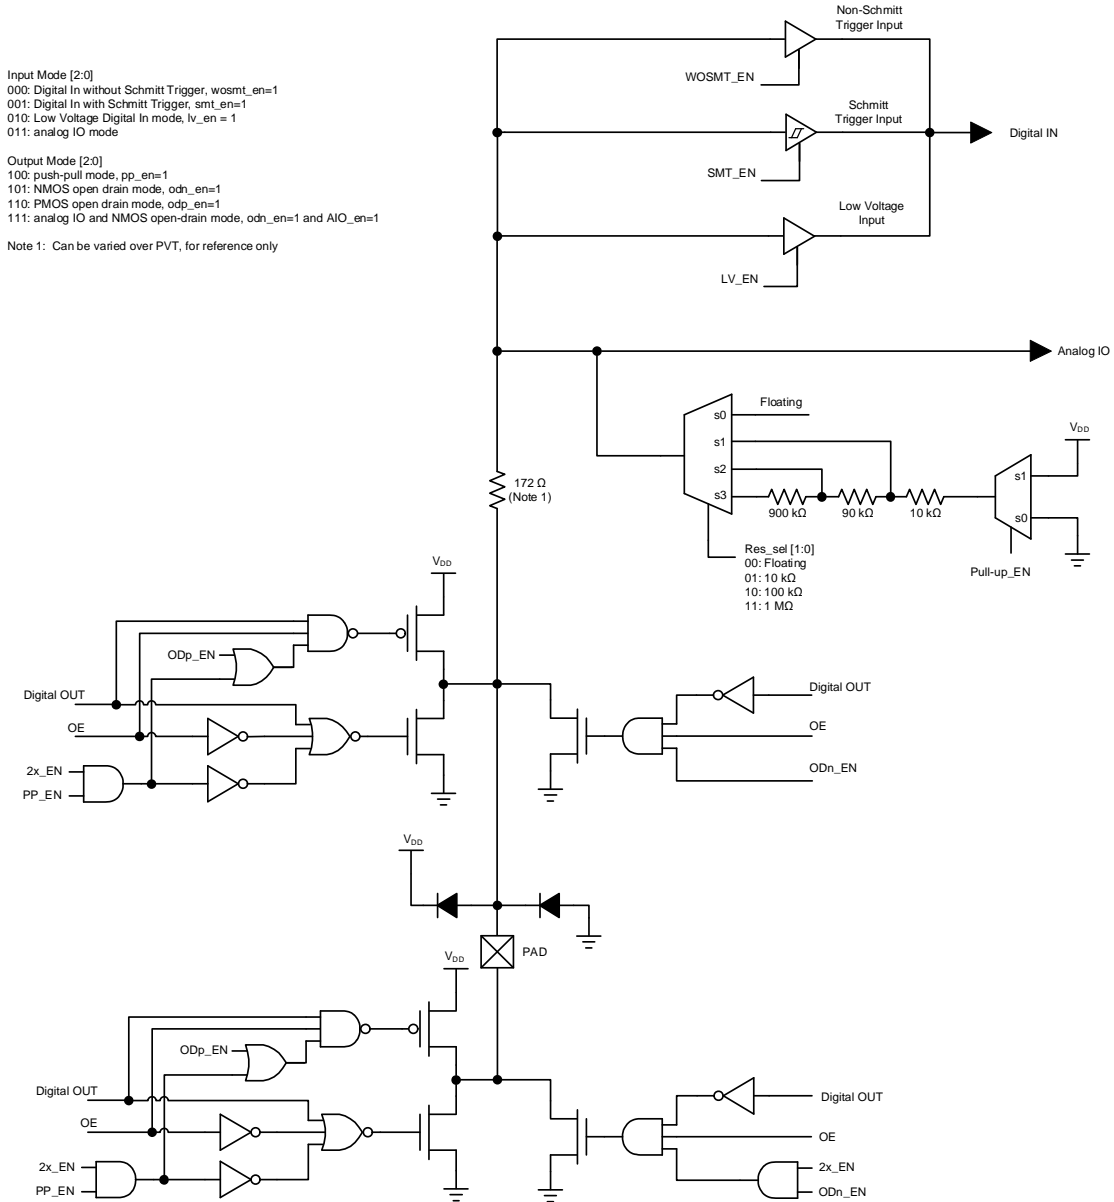 Non-Schmitt
Trigger Input
WOSMT_EN
Input Mode [2:0]
000: Digital In without Schmitt Trigger, wosmt_en=1
001: Digital In with Schmitt Trigger, smt_en=1
010: Low Voltage Digital In mode, lv_en = 1
011: analog IO mode
Output Mode [2:0]
100: push-pull mode, pp_en=1
101: NMOS open drain mode, odn_en=1
110: PMOS open drain mode, odp_en=1
111: analog IO and NMOS open-drain mode, odn_en=1 and AIO_en=1
Note 1:  Can be varied over PVT, for reference only
Schmitt
Trigger Input
Digital IN
SMT_EN
Low Voltage
Input
LV_EN
Analog IO
Floating
s0
s1
s2
s3
VDD
s1
s0
900 kΩ
90 kΩ
10 kΩ
172 Ω
(Note 1)
Res_sel [1:0]
00: Floating
01: 10 kΩ
10: 100 kΩ
11: 1 MΩ
Pull-up_EN
VDD
ODp_EN
Digital OUT
OE
2x_EN
PP_EN
Digital OUT
OE
ODn_EN
VDD
PAD
VDD
ODp_EN
Digital OUT
OE
2x_EN
PP_EN
Digital OUT
OE
2x_EN
ODn_EN